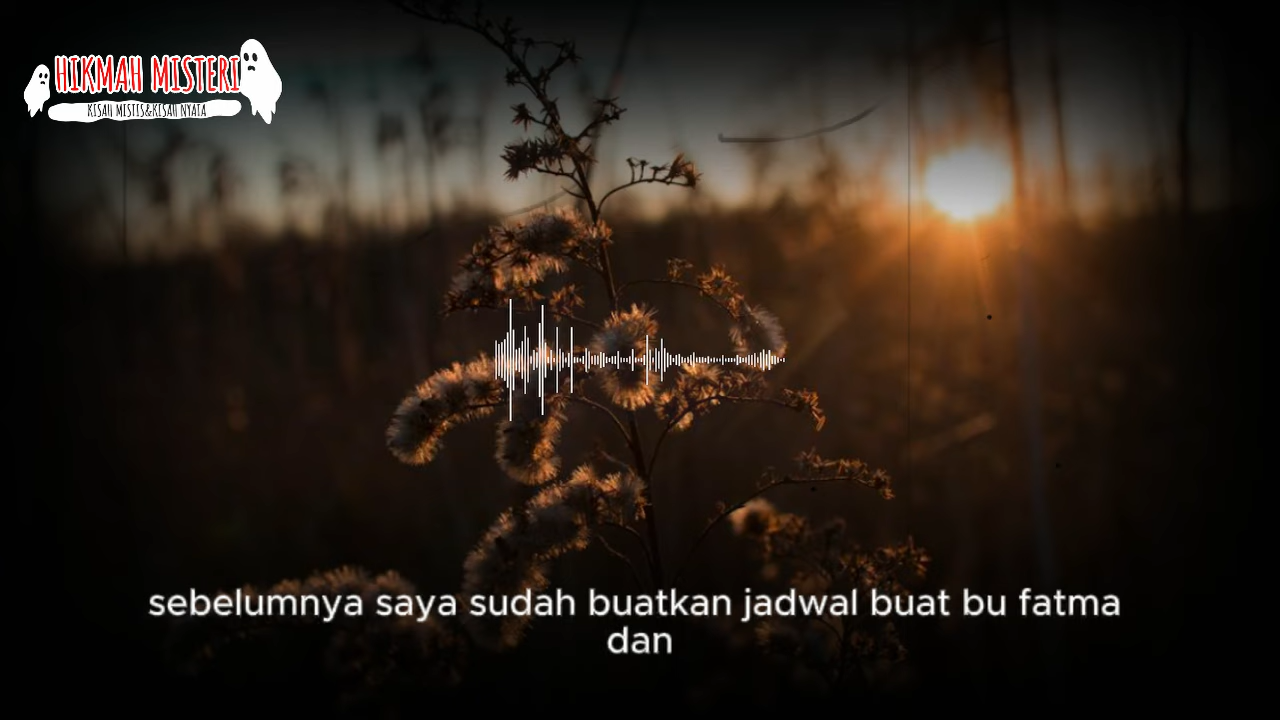 HIKMAH MISTERI
KISAH MISTIS&KISAH NYATA
sebelumnya saya sudah buatkan jadwal buat bu fatma
dan